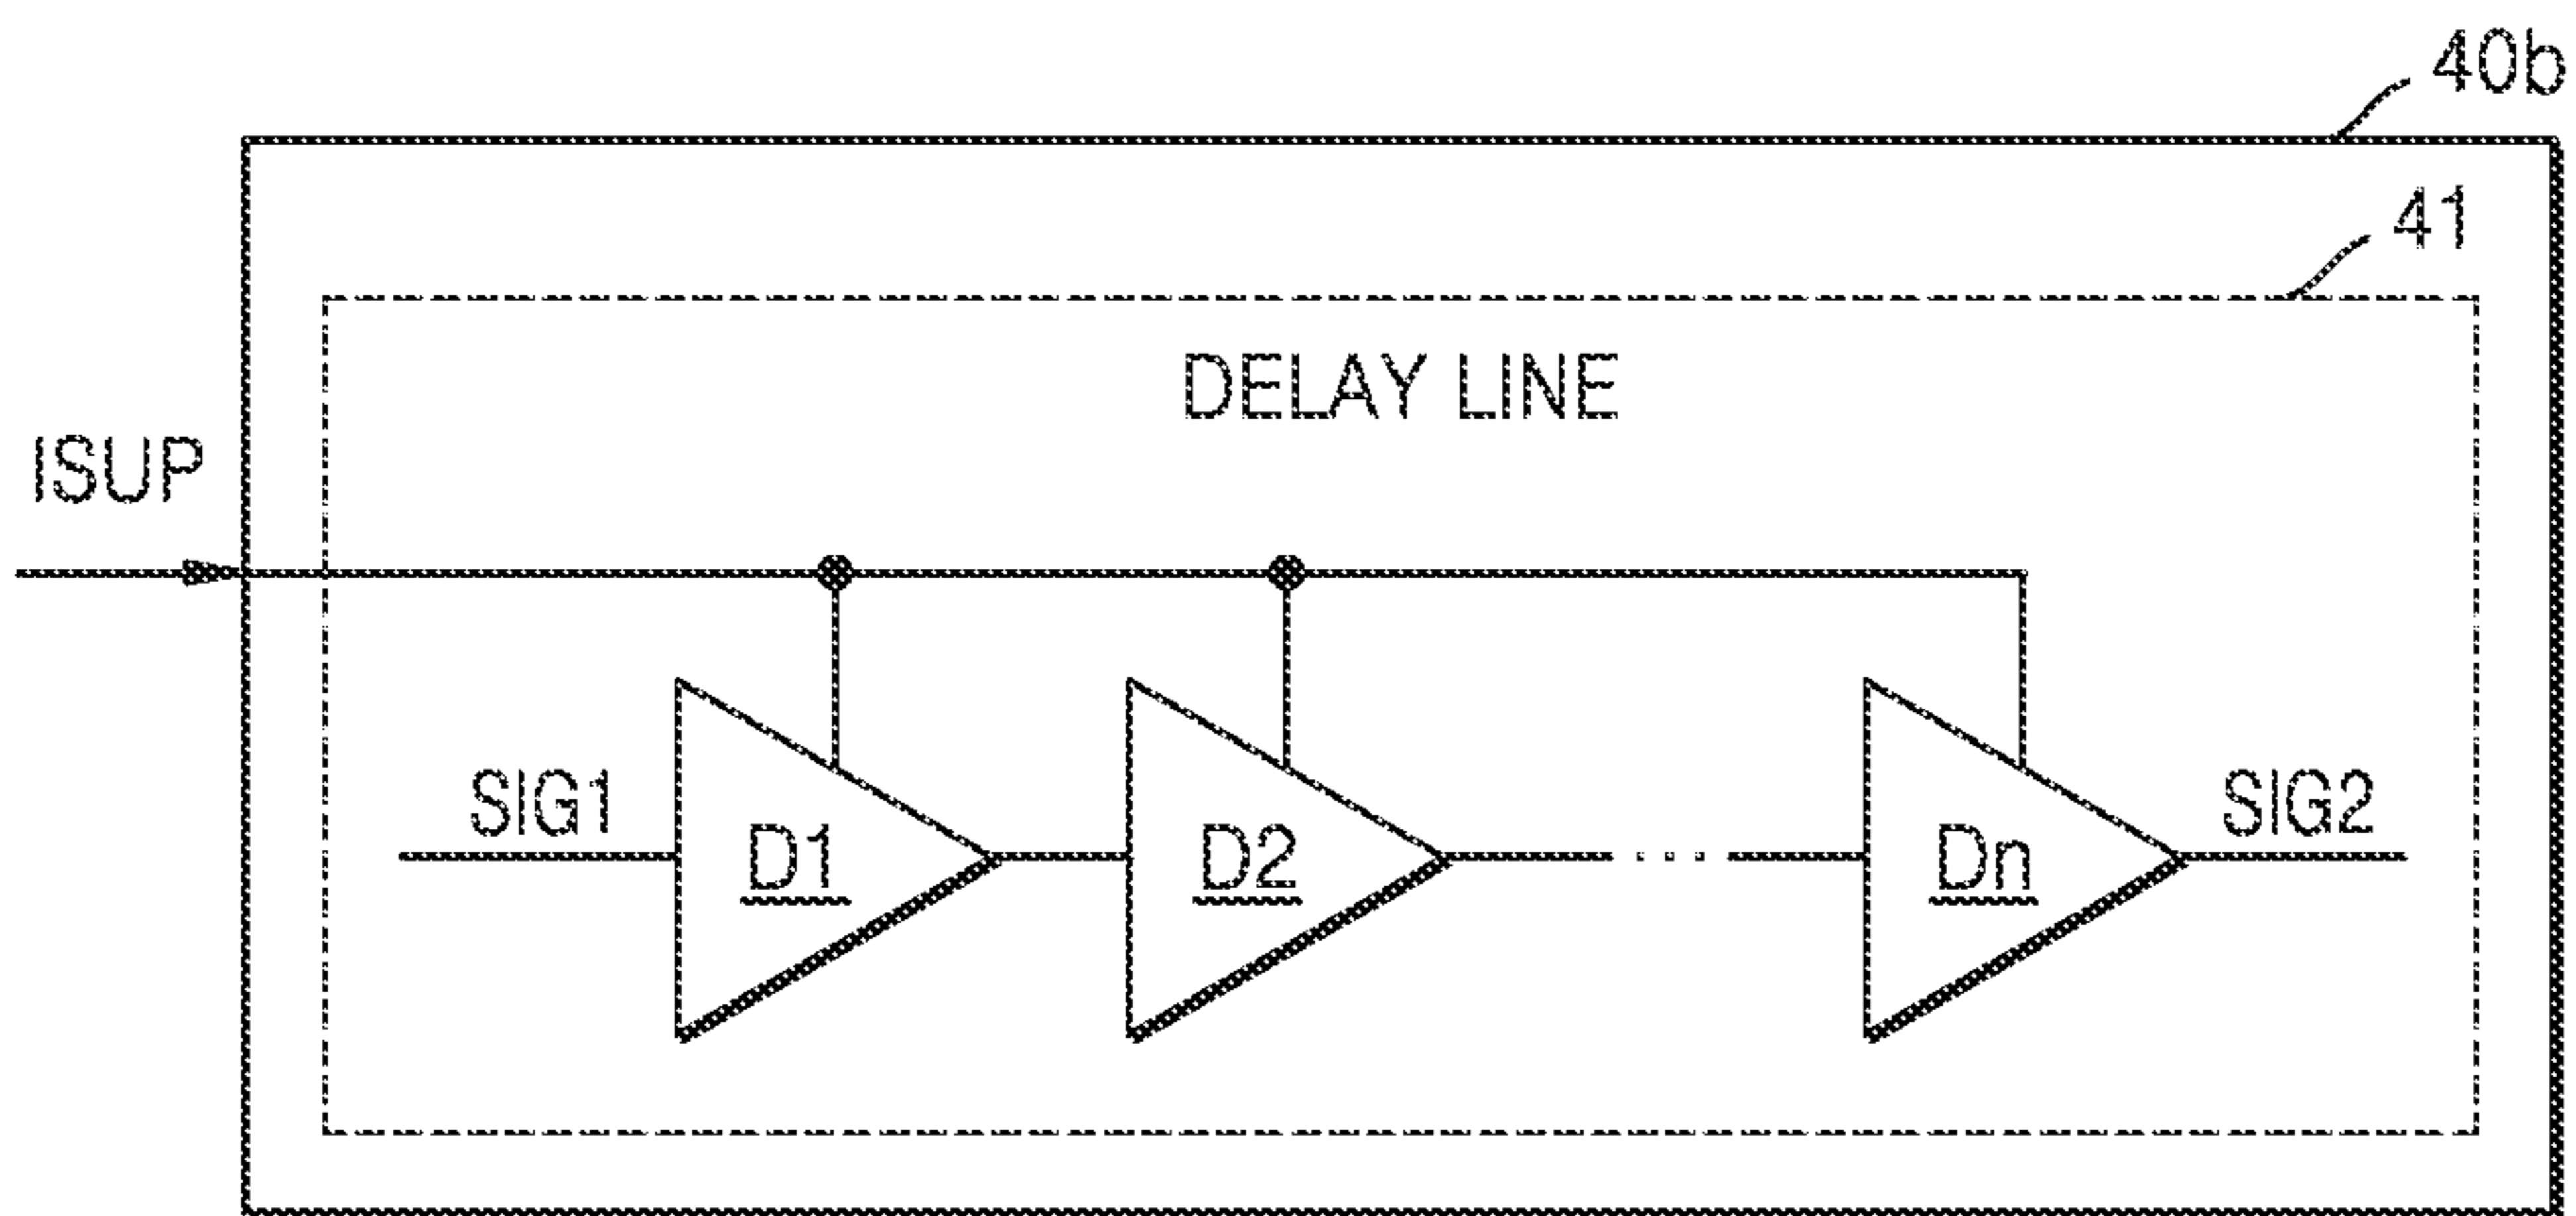 40b
41
DELAY LINE
ISUP
SIG1
D1
D2
...
Dn
SIG2